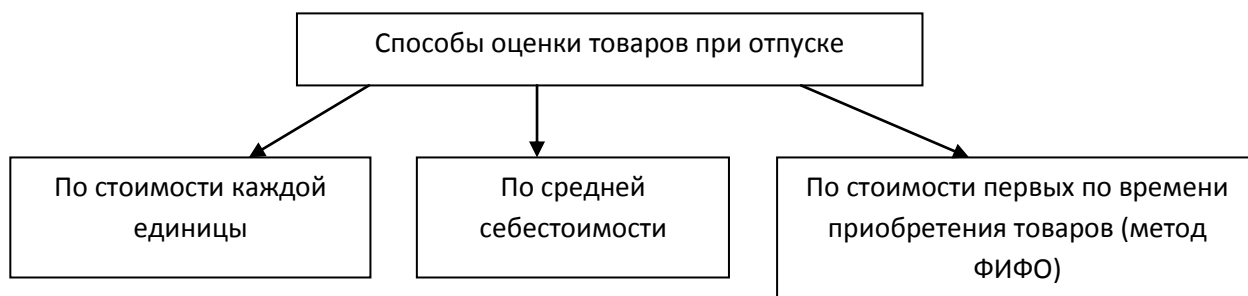 Способы оценки товаров при отпуске
По стоимости каждой
единицы
По средней
себестоимости
По стоимости первых по времени
приобретения товаров (метод
ФИФО)